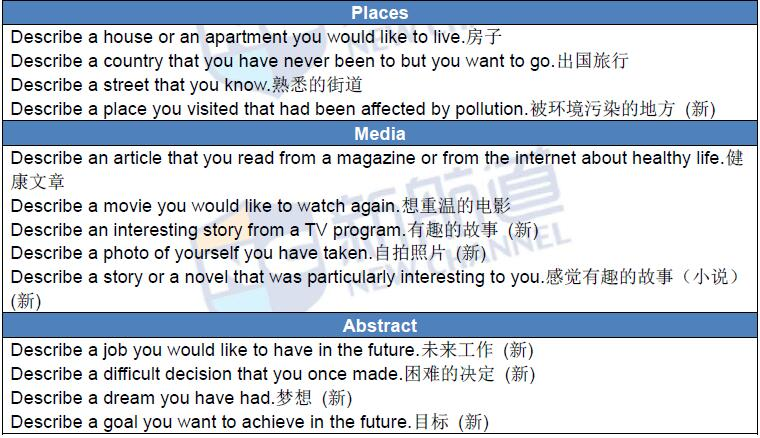 Places
Describe a house or an apartment you would like to live.房子
Describe a country that you have never been to but you want to go.出国旅行
Describe a street that you know.熟悉的街道
Describe a place you visited that had been affected by pollution.被环境污染的地方 (新)
Media
Describe an article that you read from a magazine or from the internet about healthy life.健
康文章
Describe a movie you would like to watch again.想重温的电影
Describe an interesting story from a TV program.有趣的故事 (新)
Describe a photo of yourself you have taken.自拍照片 (新)
Describe a story or a novel that was particularly interesting to you.感觉有趣的故事（小说）
(新)
Abstract
Describe a job you would like to have in the future.未来工作 (新)
Describe a difficult decision that you once made.困难的决定 (新)
Describe a dream you have had.梦想 (新)
Describe a goal you want to achieve in the future.目标 (新)
新航道
NEW CHANNEL
NEW CHANNEL